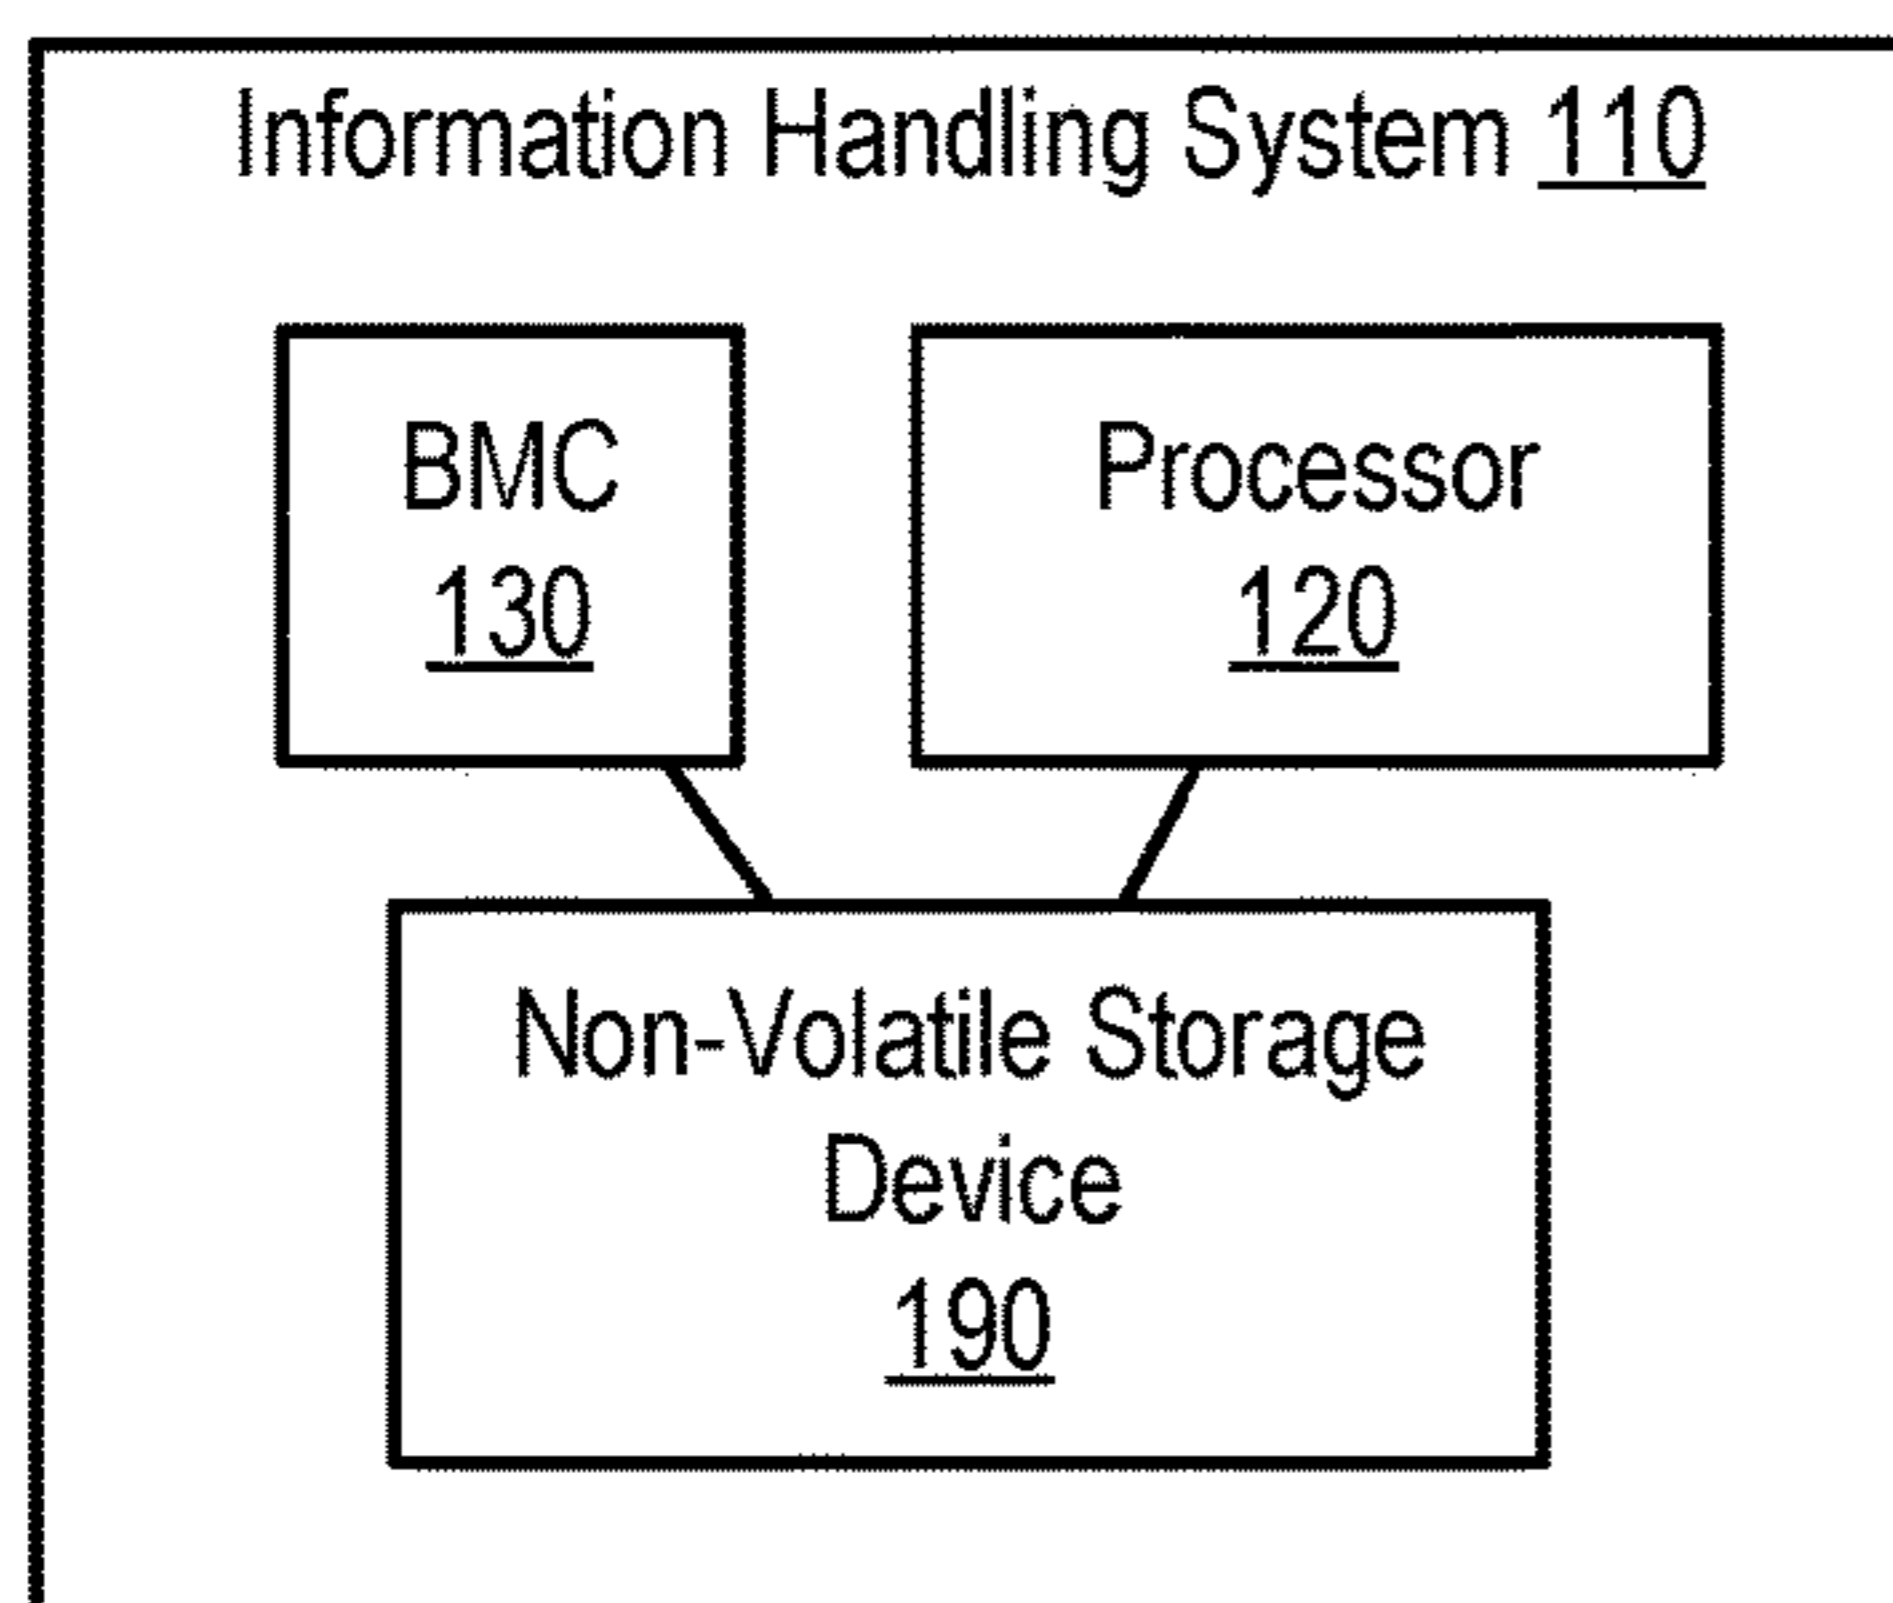 Information Handling System 110
BMC
130
Processor
120
Non-Volatile Storage
Device
190